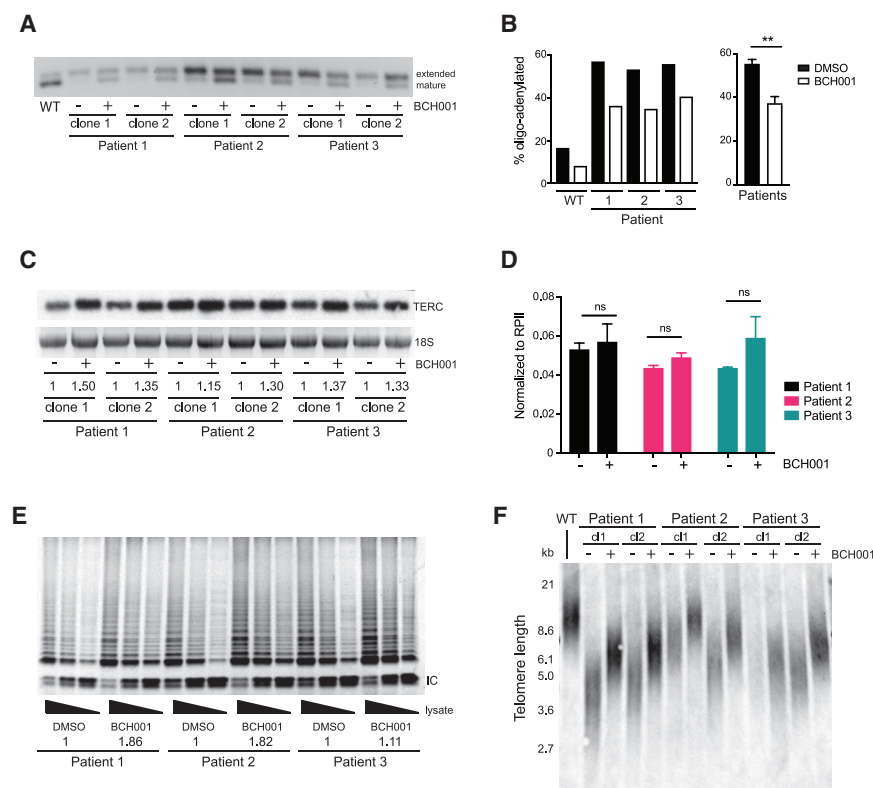 A
extended
mature
WT - + - + - + - + - + - + BCH001
clone 1 clone 2 clone 1 clone 2 clone 1 clone 2
Patient 1 Patient 2 Patient 3
B
% oligo-adenylated
60
40
20
0
WT 1 2 3
Patient
**
60
40
20
0
Patients
DMSO
BCH001
C
TERC
18S
- + - + - + - + - + - + BCH001
1 1.50 1 1.35 1 1.15 1 1.30 1 1.37 1 1.33
clone 1 clone 2 clone 1 clone 2 clone 1 clone 2
Patient 1 Patient 2 Patient 3
D
Normalized to RPII
0,08
0.06
0.04
0,02
0
ns ns ns
- + - + - + BCH001
Patient 1
Patient 2
Patient 3
E
IC
lysate
DMSO BCH001 DMSO BCH001 DMSO BCH001
1 1.86 1 1.82 1 1.11
Patient 1 Patient 2 Patient 3
F
WT Patient 1 Patient 2 Patient 3
cl1 cl2 cl1 cl2 cl1 cl2
kb - + - + - + - + - + - + BCH001
Telomere length
21
8.6
6.1
5.0
3,6
2.7